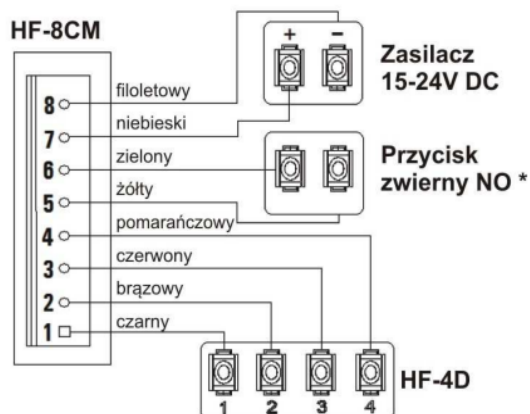 HF-8CM
+ −
Zasilacz
15-24V DC
8 filoletowy
7 niebieski
6 zielony
Przycisk
zwierny NO *
5 żółty
4 pomarańczowy
3 czerwony
2 brązowy
1 czarny
HF-4D
1 2 3 4